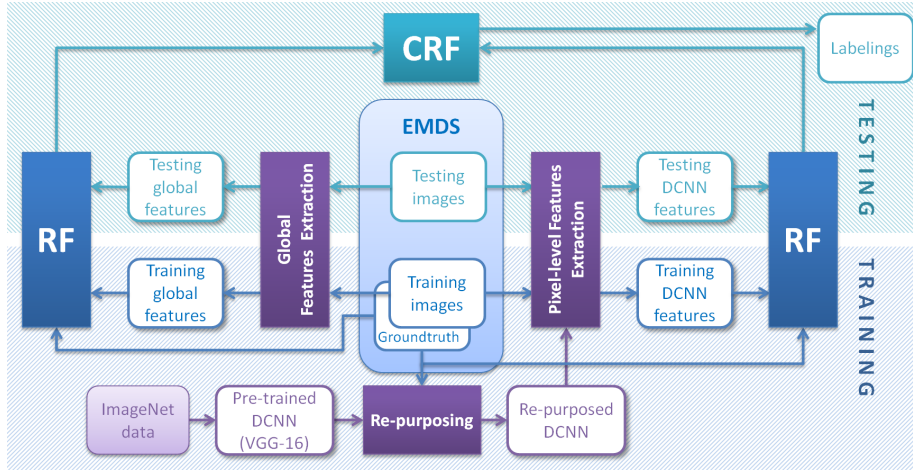 CRF
Labelings
TESTING
EMDS
Testing
global
features
Testing
images
Testing
DCNN
features
RF
Global
Features Extraction
Pixel-level Features
Extraction
RF
Training
global
features
Training
images
Groundtruth
Training
DCNN
features
TRAINING
ImageNet
data
Pre-trained
DCNN
(VGG-16)
Re-purposing
Re-purposed
DCNN